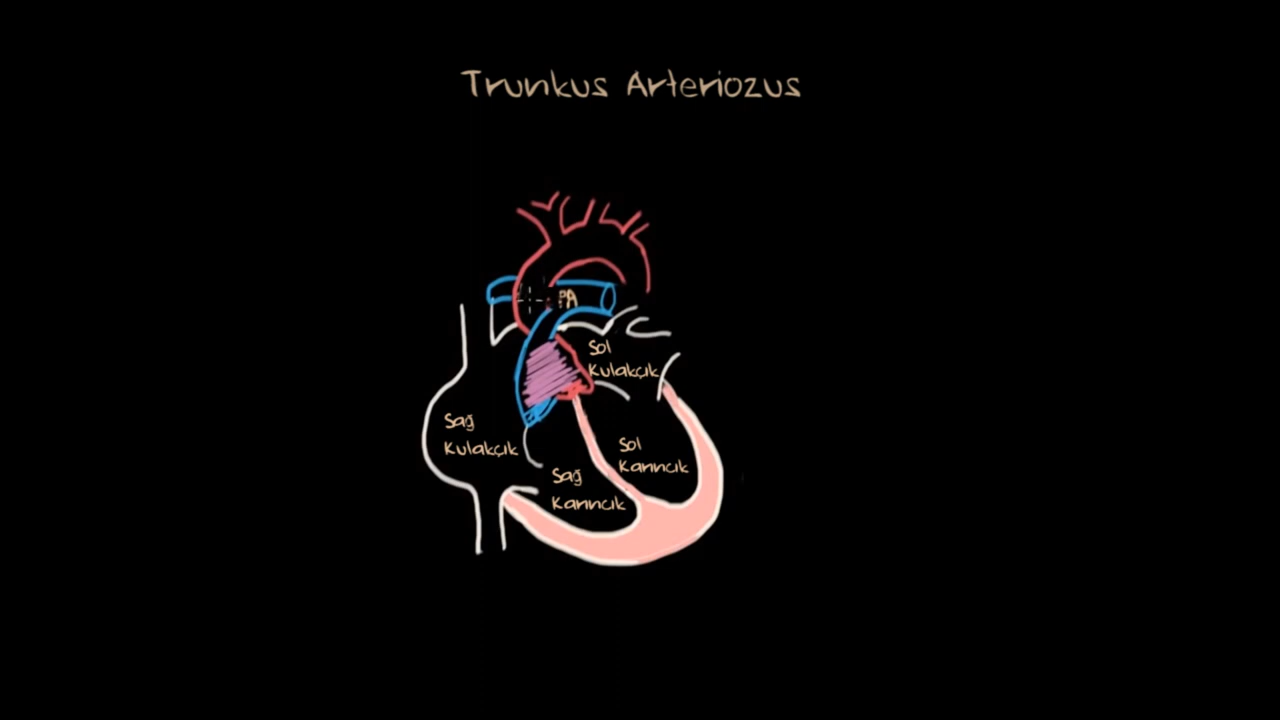 Trunkus Arteriozus
PA
Sol
Kulakçık
Sağ
Kulakçık
Sol
Karıncık
Sağ
Karıncık